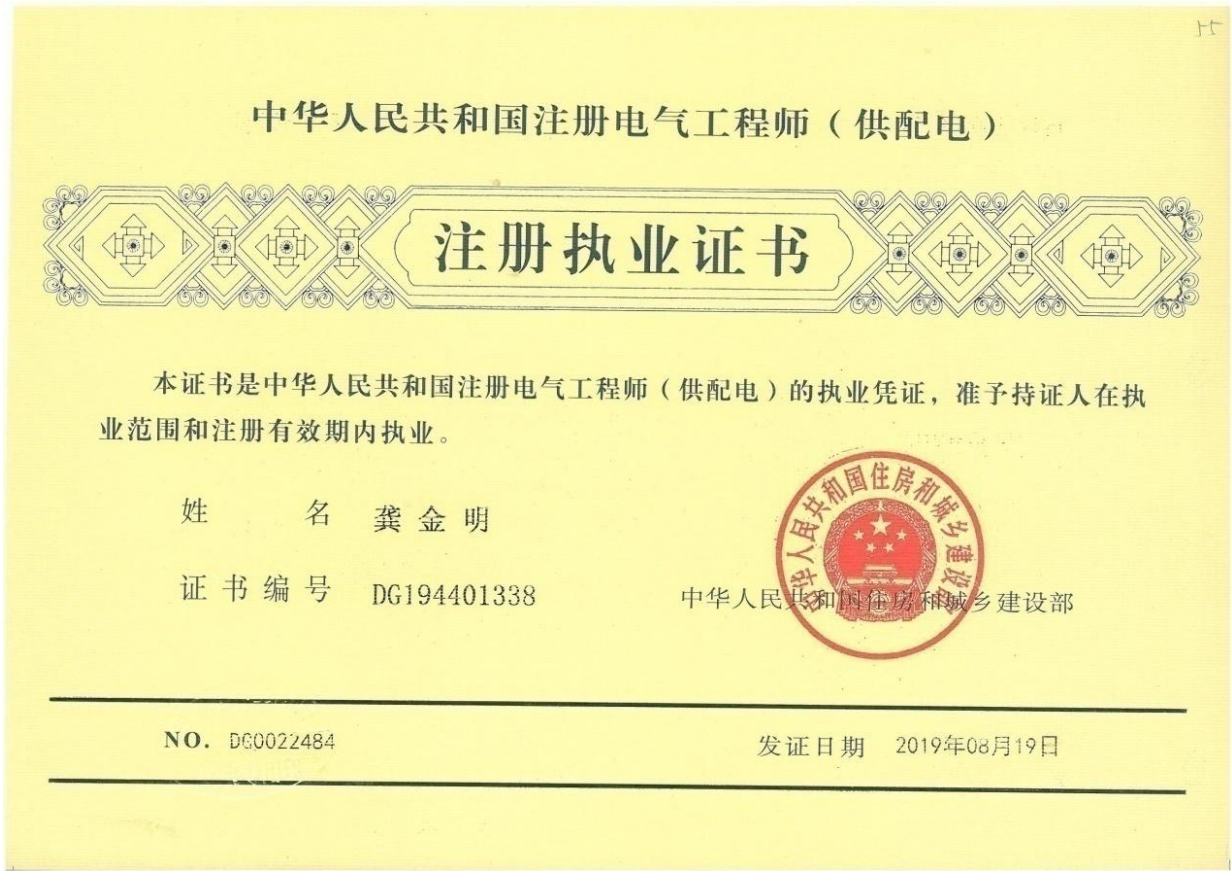 中华人民共和国注册电气工程师（供配电）
注册执业证书
本证书是中华人民共和国注册电气工程师（供配电）的执业凭证，准予持证人在执
业范围和注册有效期内执业。
姓 名 龚金明
中华人民共和国住房和城乡建设部
证书编号 DG194401338
中华人民共和国住房和城乡建设部
NO. DG0022484
发证日期 2019年08月19日